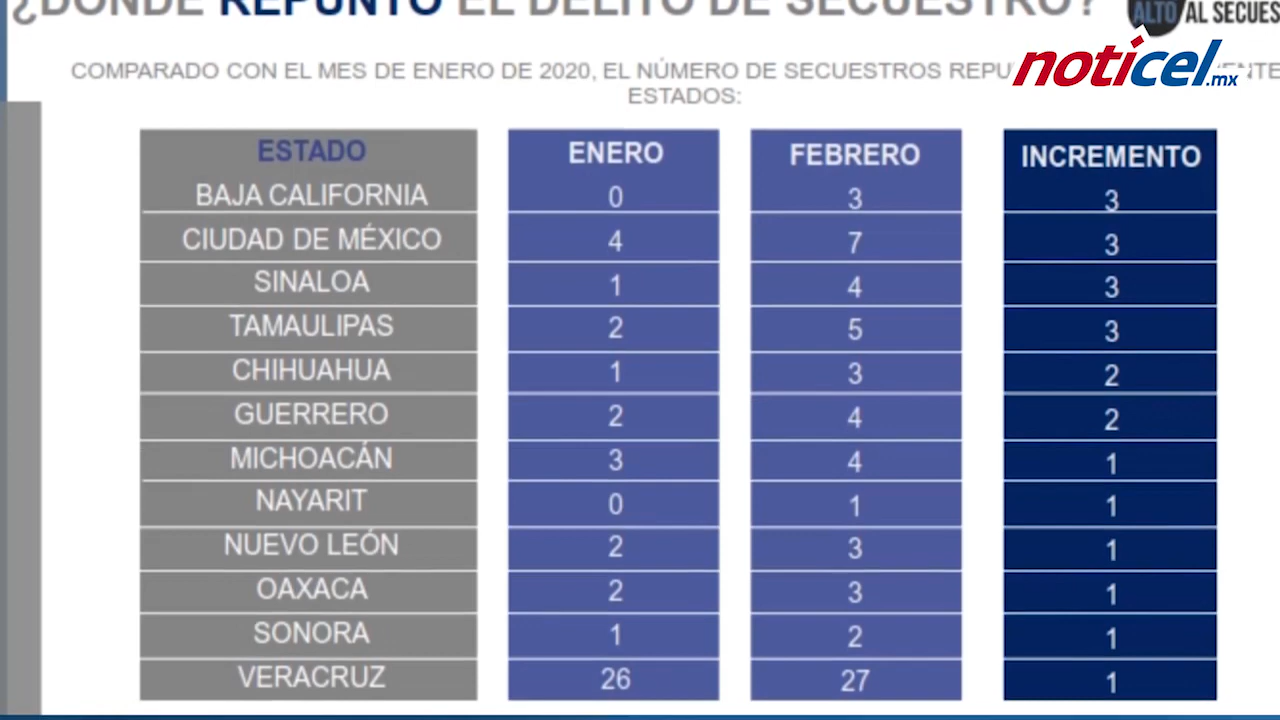 ¿DÓNDE REPUNTÓ EL DELITO DE SECUESTRO?
ALTO AL SECUES
noticel.mx
COMPARADO CON EL MES DE ENERO DE 2020, EL NÚMERO DE SECUESTROS REPU ENTE
ESTADOS:
ESTADO ENERO FEBRERO INCREMENTO
BAJA CALIFORNIA 0 3 3
CIUDAD DE MÉXICO 4 7 3
SINALOA 1 4 3
TAMAULIPAS 2 5 3
CHIHUAHUA 1 3 2
GUERRERO 2 4 2
MICHOACÁN 3 4 1
NAYARIT 0 1 1
NUEVO LEÓN 2 3 1
OAXACA 2 3 1
SONORA 1 2 1
VERACRUZ 26 27 1